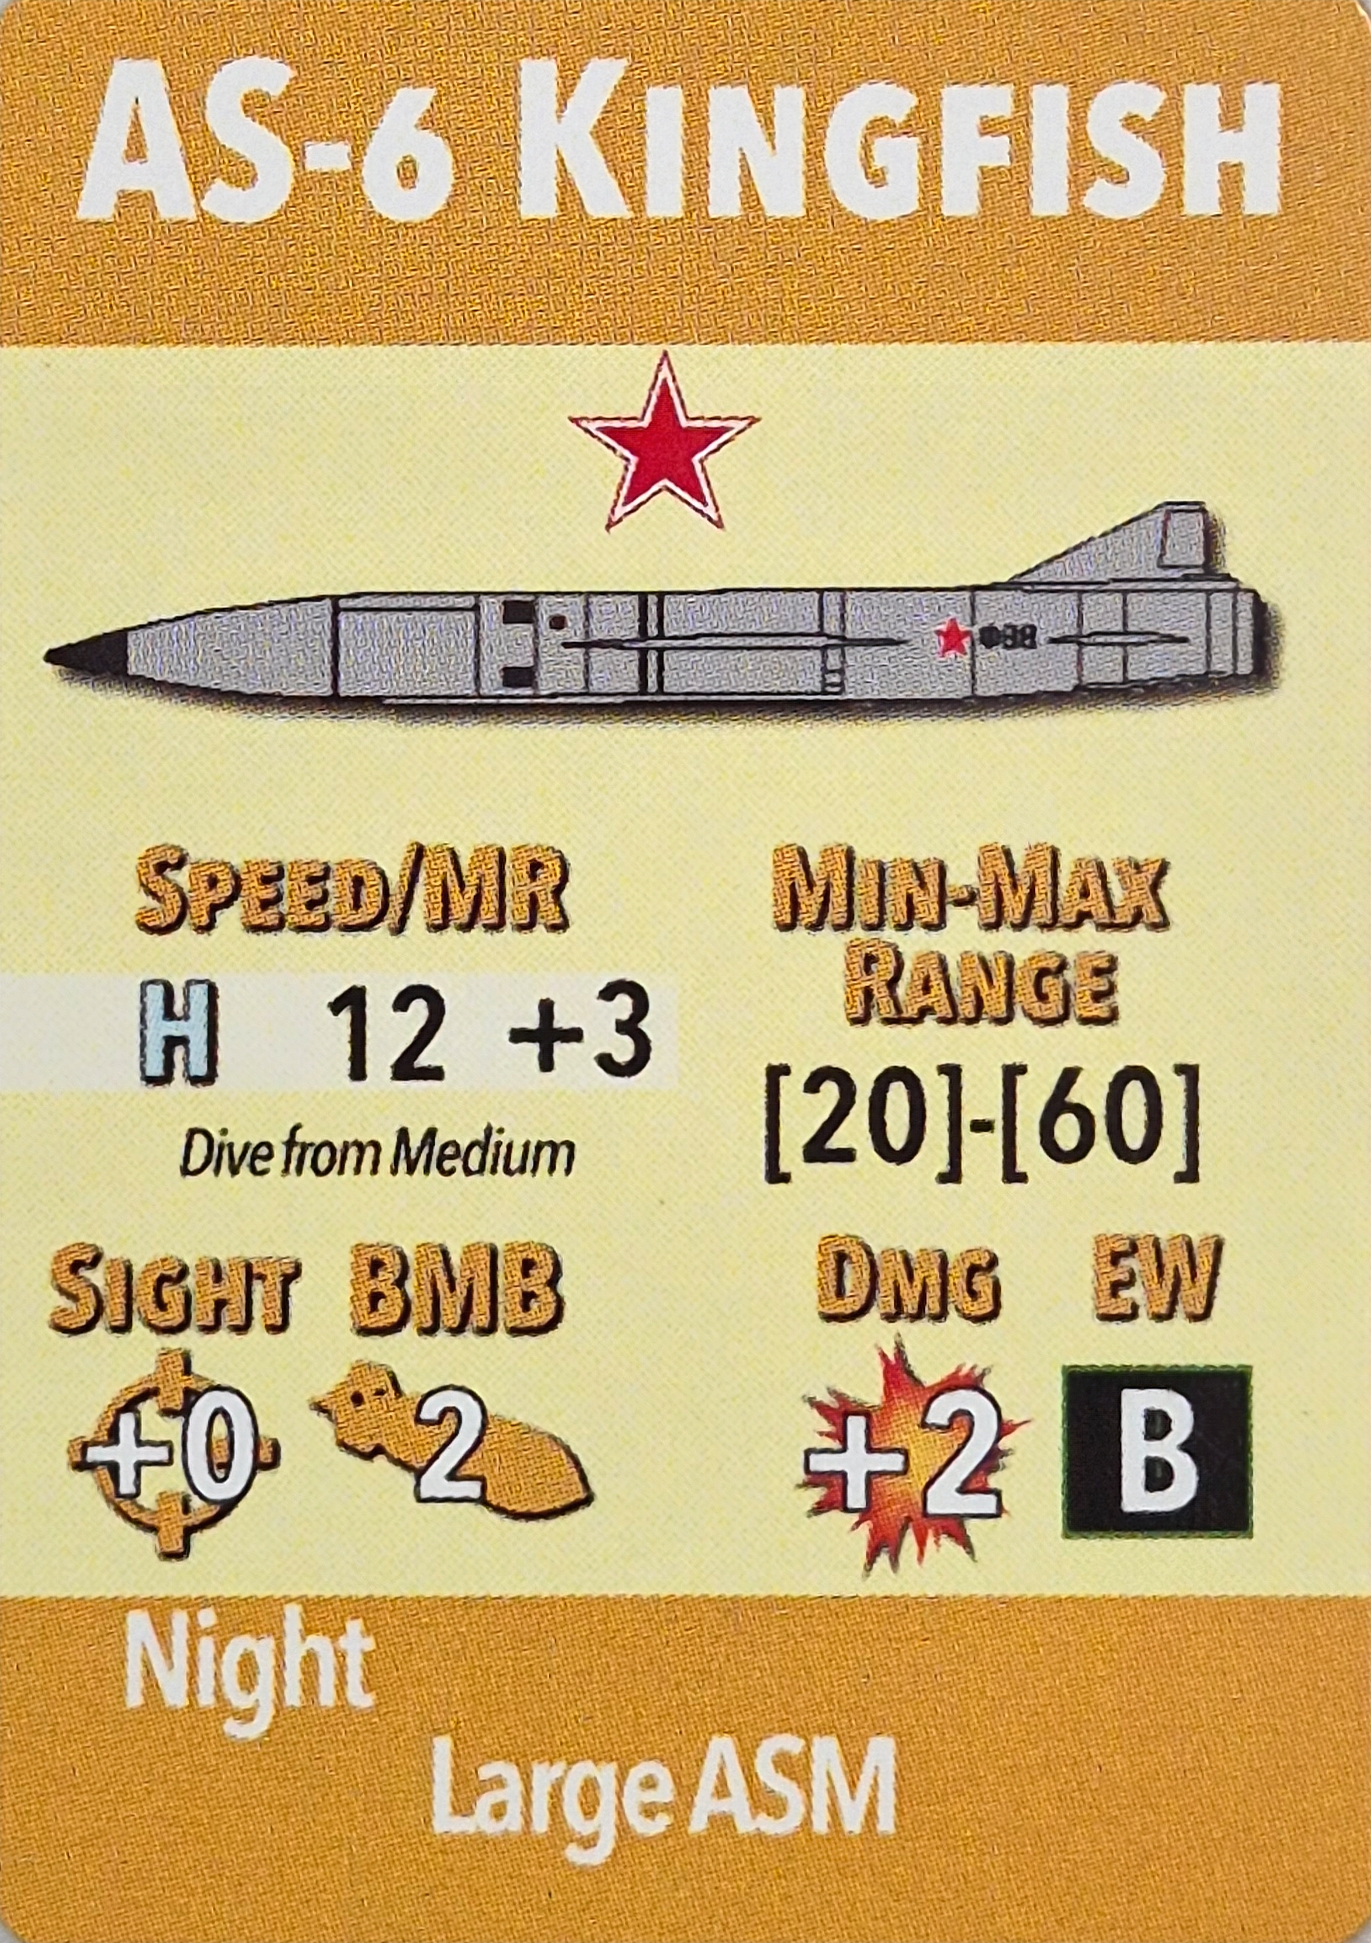 AS-6 KINGFISH
SPEED/MR
H 12 +3
Dive from Medium
MIN-MAX
RANGE
[20]-[60]
SIGHT BMB
+0 2
DMG EW
+2 B
Night
Large ASM